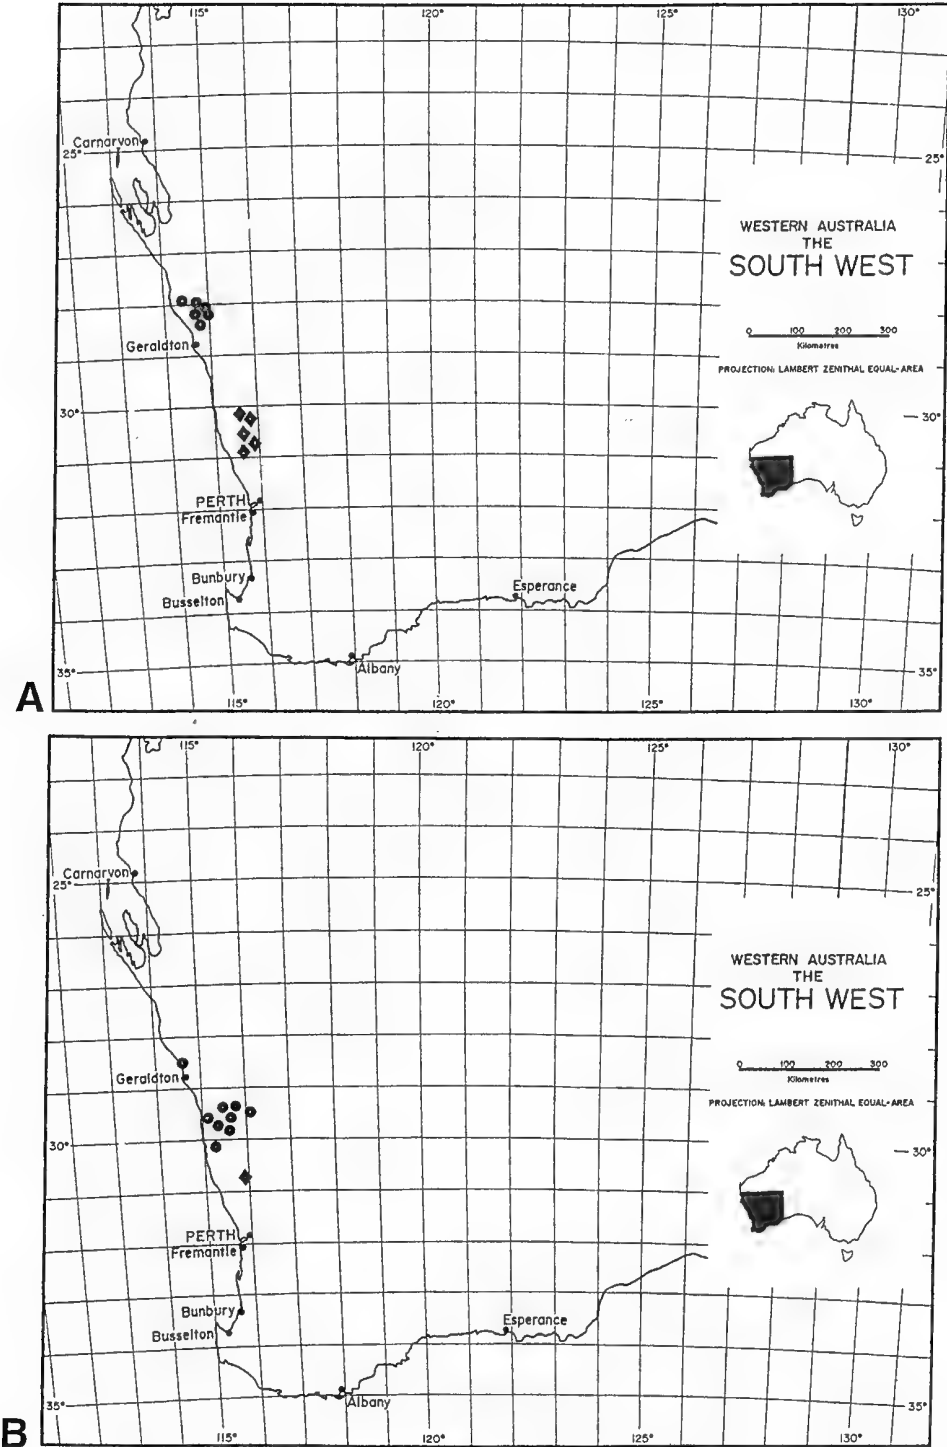 115° 120° 125° 130°
Carnarvon
25° 25°
WESTERN AUSTRALIA
THE
SOUTH WEST
0 100 200 300
Kilometres
Geraldton
PROJECTION: LAMBERT ZENITHAL EQUAL-AREA
30° 30°
PERTH
Fremantle
Bunbury
Esperance
Busselton
Albany
35° 35°
A
115° 120° 125° 130°
115° 120° 125° 130°
Carnarvon
25° 25°
WESTERN AUSTRALIA
THE
SOUTH WEST
0 100 200 300
Kilometres
Geraldton
PROJECTION: LAMBERT ZENITHAL EQUAL-AREA
30° 30°
PERTH
Fremantle
Bunbury
Esperance
Busselton
Albany
35° 35°
B
115° 120° 125° 130°